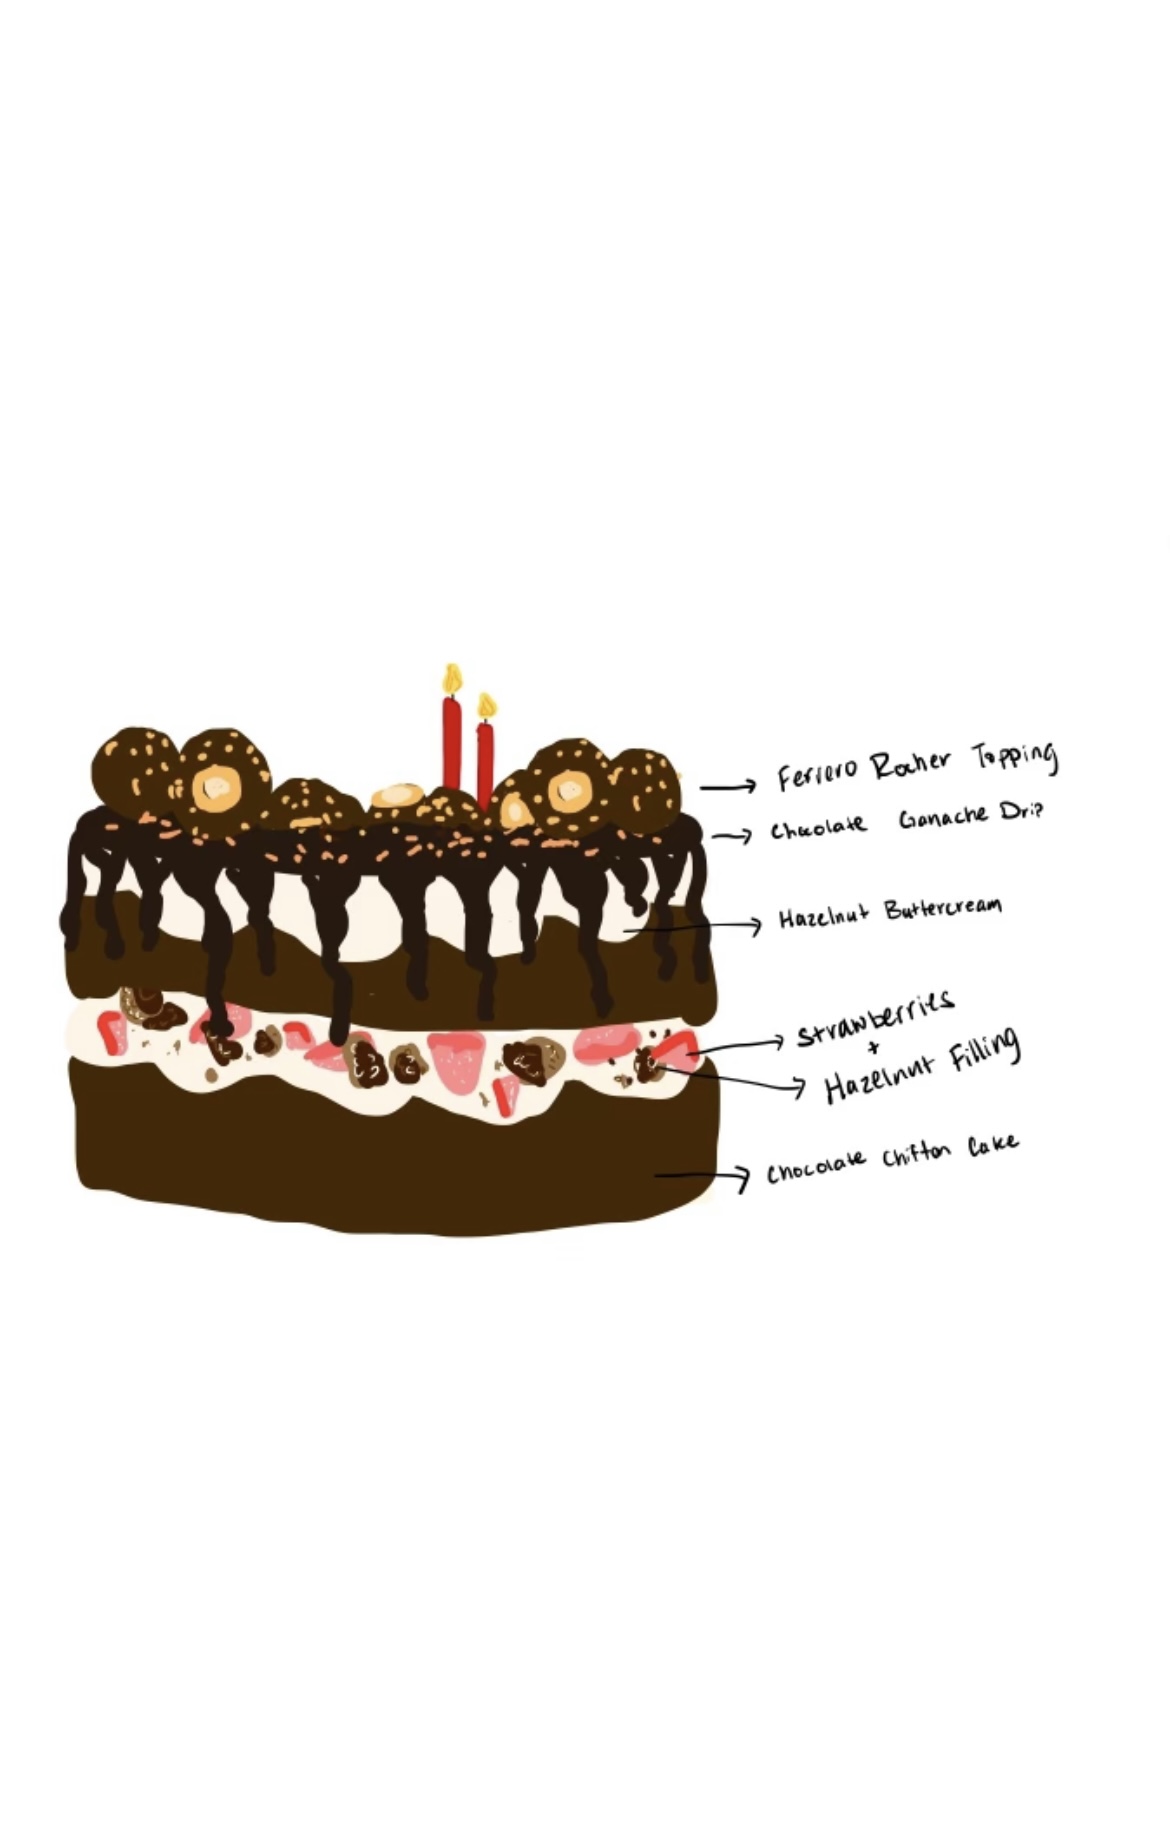 Ferrero Rocher Topping
Chocolate Ganache Drip
Hazelnut Buttercream
Strawberries
+
Hazelnut Filling
Chocolate Chiffon Cake